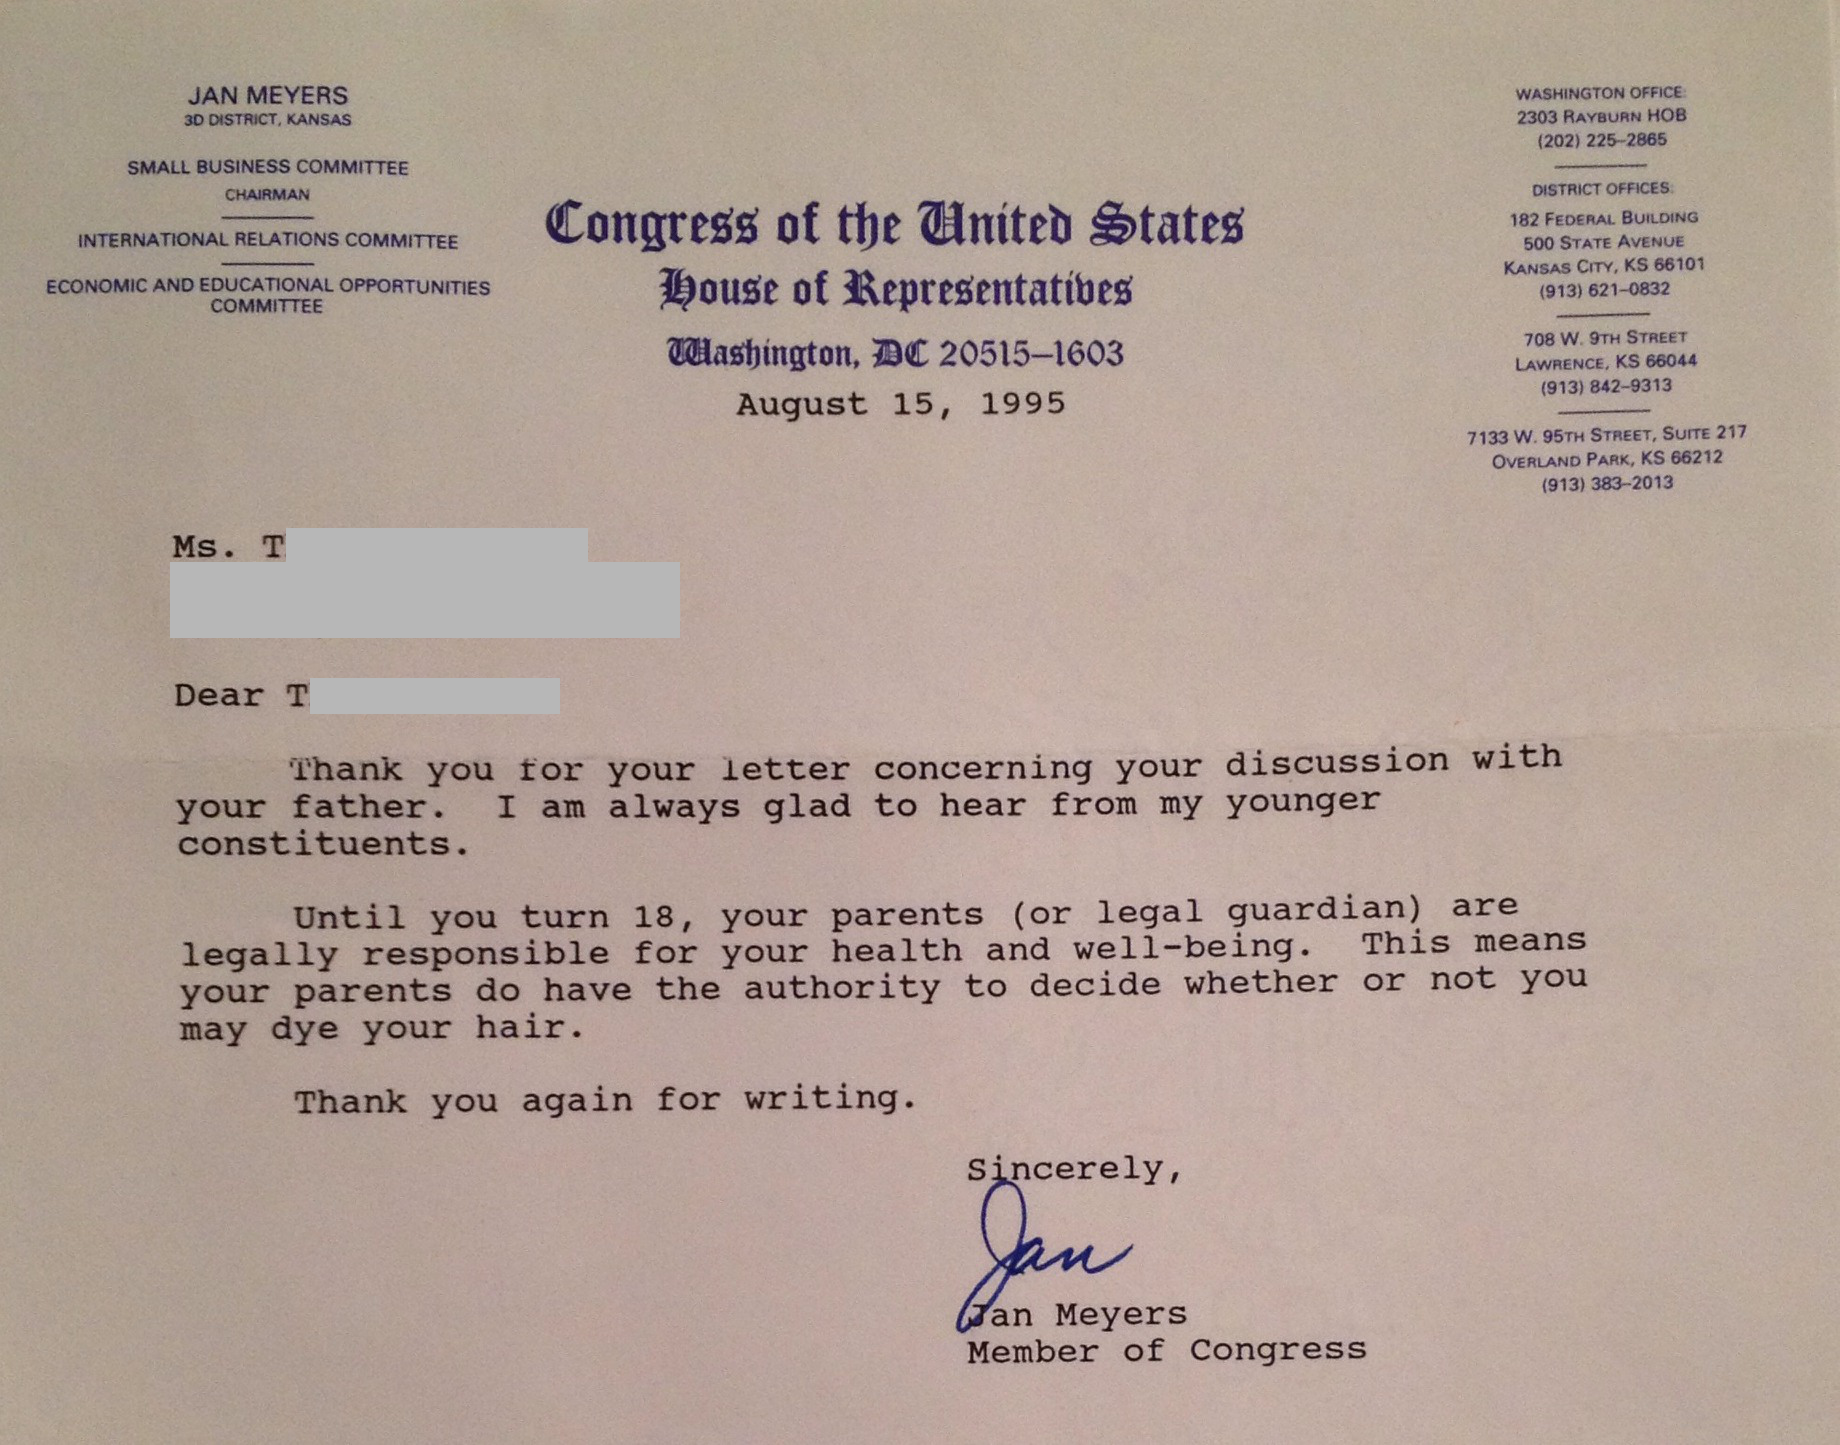 JAN MEYERS
3D DISTRICT, KANSAS
SMALL BUSINESS COMMITTEE
CHAIRMAN
INTERNATIONAL RELATIONS COMMITTEE
ECONOMIC AND EDUCATIONAL OPPORTUNITIES
COMMITTEE
Congress of the United States
House of Representatives
Washington, DC 20515–1603
August 15, 1995
WASHINGTON OFFICE:
2303 RAYBURN HOB
(202) 225–2865
DISTRICT OFFICES:
182 FEDERAL BUILDING
500 STATE AVENUE
KANSAS CITY, KS 66101
(913) 621–0832
708 W. 9TH STREET
LAWRENCE, KS 66044
(913) 842–9313
7133 W. 95TH STREET, SUITE 217
OVERLAND PARK, KS 66212
(913) 383–2013
Ms. T
Dear T
Thank you for your letter concerning your discussion with
your father.  I am always glad to hear from my younger
constituents.
Until you turn 18, your parents (or legal guardian) are
legally responsible for your health and well-being.  This means
your parents do have the authority to decide whether or not you
may dye your hair.
Thank you again for writing.
Sincerely,
Jan
Jan Meyers
Member of Congress